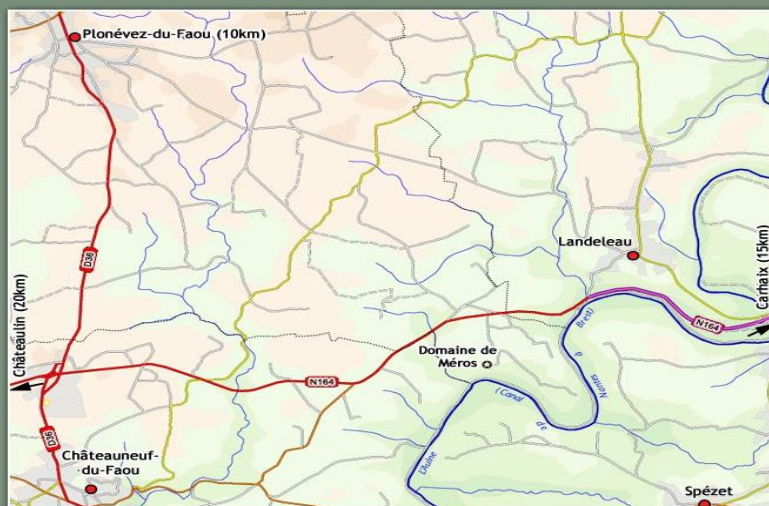 Plonévez-du-Faou (10km)
D36
Landeleau
Châteaulin (20km)
Carhaix (15km)
N164
Domaine de
Méros
Brest)
à
Nantes
N164
(Canal
de
D36
L'Aulne
Châteauneuf-
du-Faou
Spézet